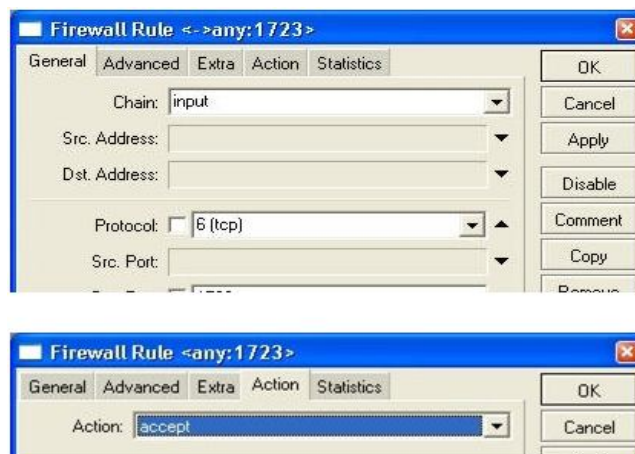 Firewall Rule <->any:1723>
General Advanced Extra Action Statistics
OK
Chain: input
Cancel
Src. Address:
Apply
Dst. Address:
Disable
Protocol: 6 (tcp)
Comment
Src. Port:
Copy
Remove
Firewall Rule <any:1723>
General Advanced Extra Action Statistics
OK
Action: accept
Cancel